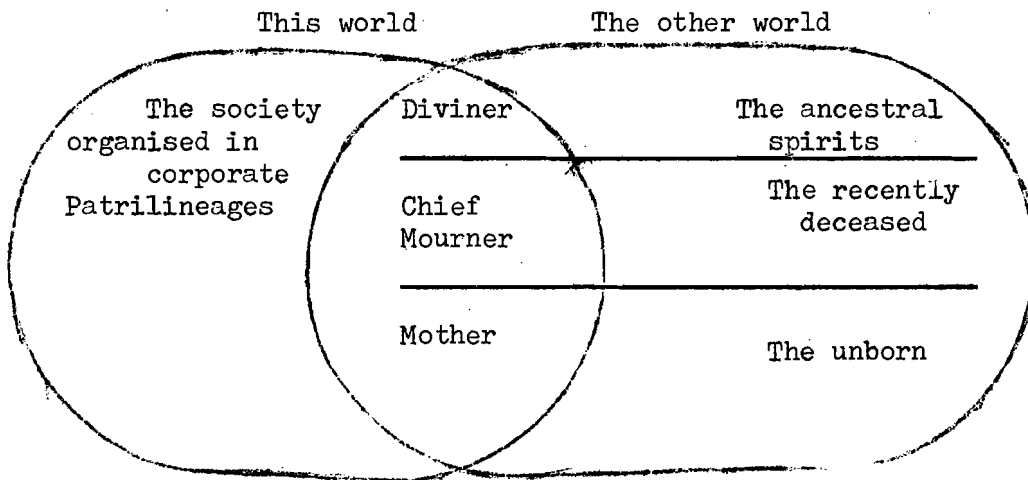 This world
The other world
The society
organised in
corporate
Patrilineages
Diviner
Chief
Mourner
Mother
The ancestral
spirits
The recently
deceased
The unborn